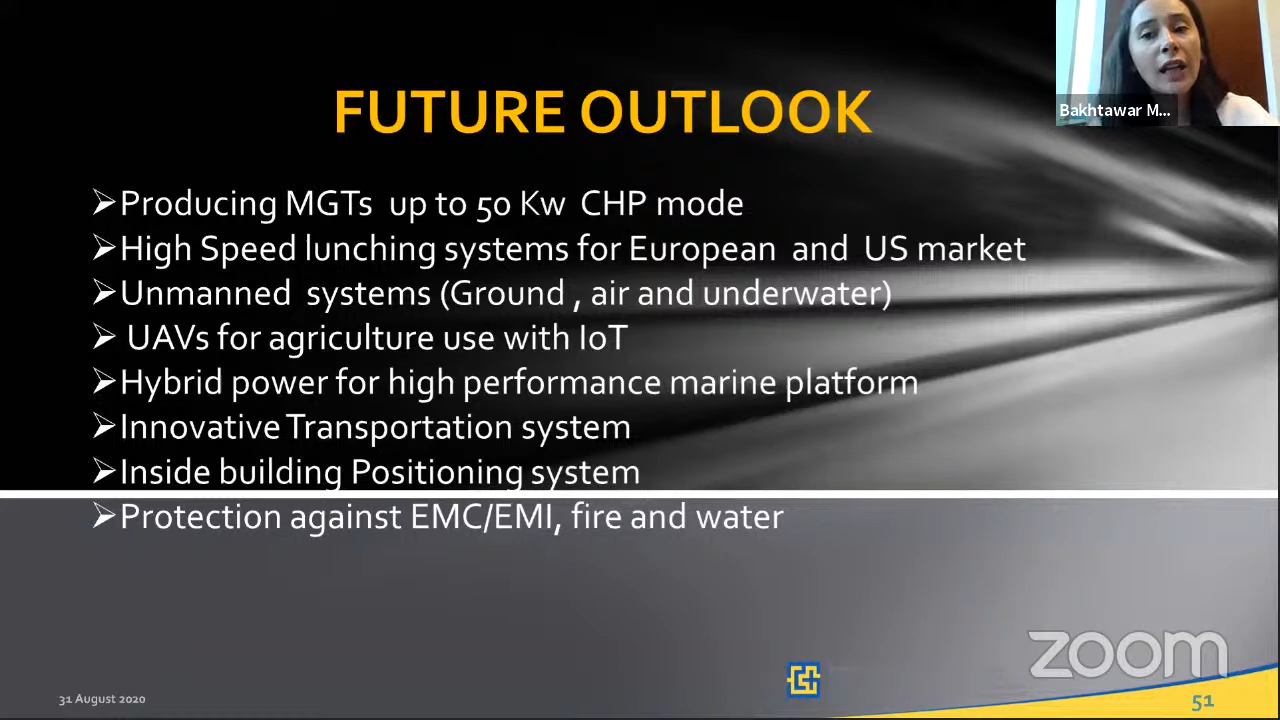 Bakhtawar M...
FUTURE OUTLOOK
➢Producing MGTs up to 50 Kw CHP mode
➢High Speed lunching systems for European and US market
➢Unmanned systems (Ground , air and underwater)
➢ UAVs for agriculture use with IoT
➢Hybrid power for high performance marine platform
➢Innovative Transportation system
➢Inside building Positioning system
➢Protection against EMC/EMI, fire and water
zoom
31 August 2020
51